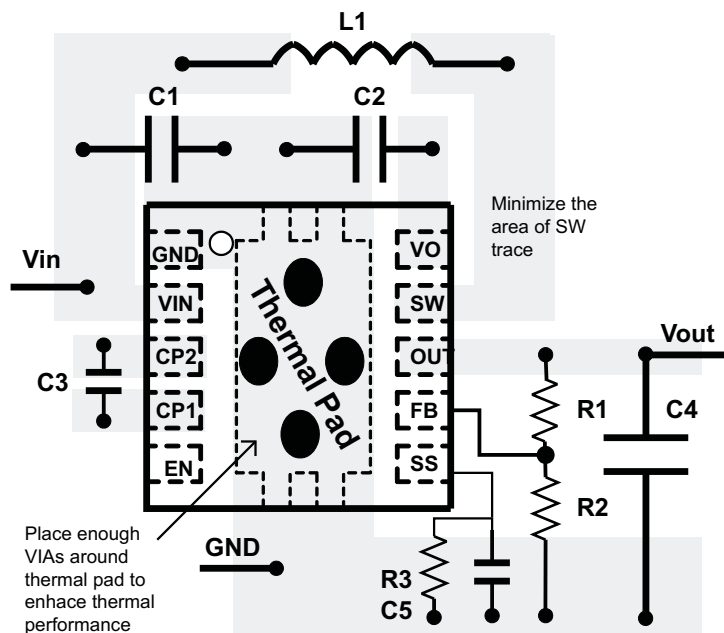 L1
C1
C2
Minimize the
area of SW
trace
GND
VO
Vin
VIN
SW
Thermal Pad
CP2
OUT
Vout
C3
CP1
FB
R1
C4
EN
SS
R2
Place enough
VIAs around
thermal pad to
enhace thermal
performance
GND
R3
C5